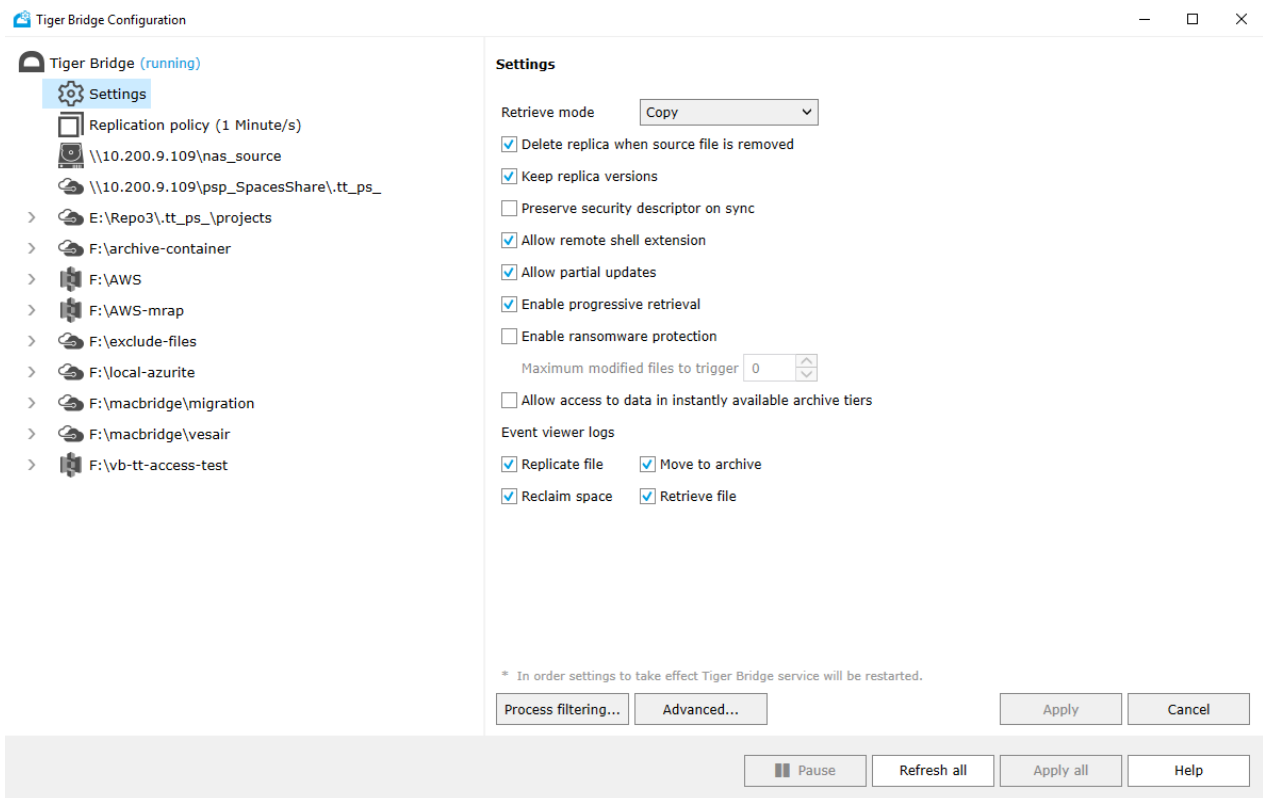 Tiger Bridge Configuration
Tiger Bridge (running)
Settings
Replication policy (1 Minute/s)
\\10.200.9.109\nas_source
\\10.200.9.109\psp_SpacesShare\.tt_ps_
E:\Repo3\.tt_ps_\projects
F:\archive-container
F:\AWS
F:\AWS-mrap
F:\exclude-files
F:\local-azurite
F:\macbridge\migration
F:\macbridge\vesair
F:\vb-tt-access-test
Settings
Retrieve mode Copy
Delete replica when source file is removed
Keep replica versions
Preserve security descriptor on sync
Allow remote shell extension
Allow partial updates
Enable progressive retrieval
Enable ransomware protection
Maximum modified files to trigger 0
Allow access to data in instantly available archive tiers
Event viewer logs
Replicate file Move to archive
Reclaim space Retrieve file
* In order settings to take effect Tiger Bridge service will be restarted.
Process filtering... Advanced... Apply Cancel
Pause Refresh all Apply all Help